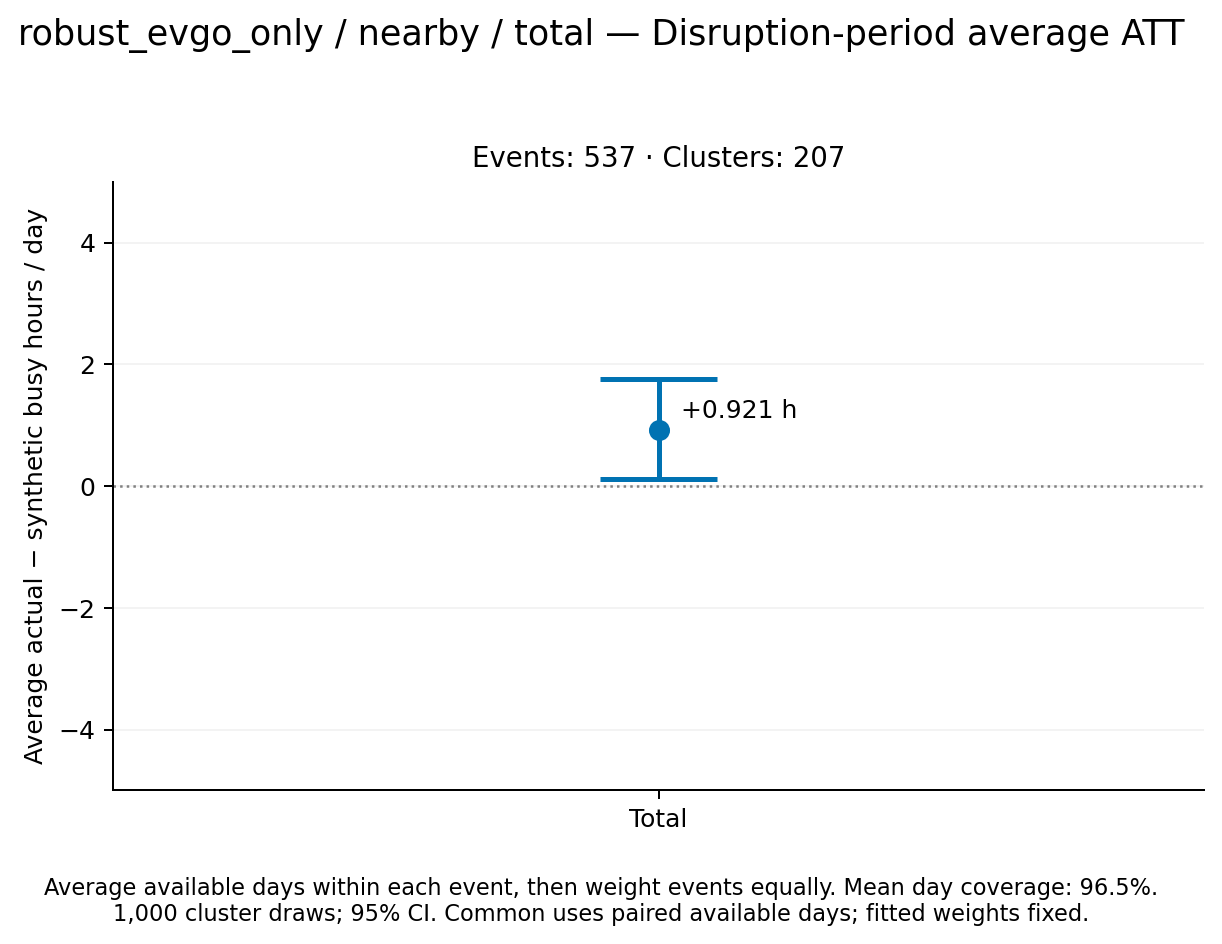 robust_evgo_only / nearby / total — Disruption-period average ATT
Events: 537 · Clusters: 207
Average actual − synthetic busy hours / day
4
2
0
−2
−4
+0.921 h
Total
Average available days within each event, then weight events equally. Mean day coverage: 96.5%.
1,000 cluster draws; 95% CI. Common uses paired available days; fitted weights fixed.